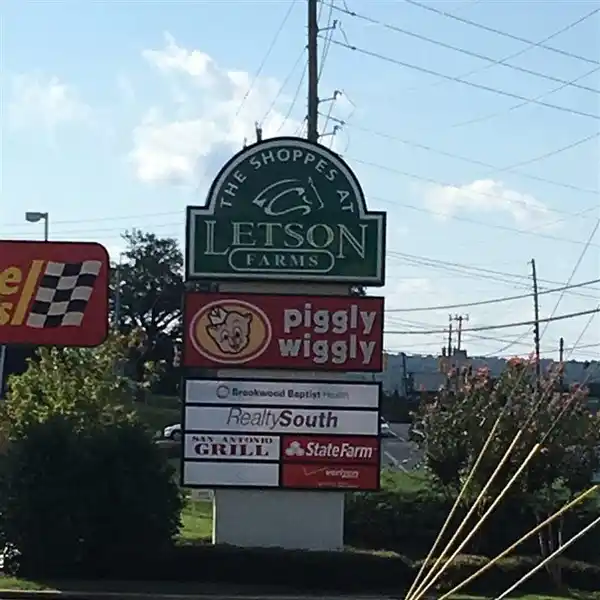 THE SHOPPES AT
LETSON
FARMS
piggly
wiggly
Brookwood Baptist Health
RealtySouth
SAN ANTONIO
GRILL
StateFarm
verizon